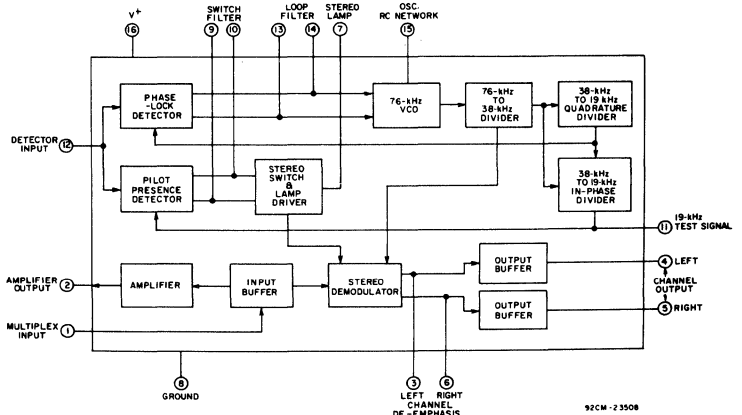 V+
16
SWITCH
FILTER
9 10
LOOP
FILTER
13 14
STEREO
LAMP
7
OSC.
RC NETWORK
15
PHASE
-LOCK
DETECTOR
76-kHz
VCO
76-kHz
TO
38-kHz
DIVIDER
38-kHz
TO 19 kHz
QUADRATURE
DIVIDER
DETECTOR
INPUT
12
PILOT
PRESENCE
DETECTOR
STEREO
SWITCH
&
LAMP
DRIVER
38-kHz
TO 19-kHz
IN-PHASE
DIVIDER
11
19-kHz
TEST SIGNAL
AMPLIFIER
OUTPUT
2
AMPLIFIER
INPUT
BUFFER
STEREO
DEMODULATOR
OUTPUT
BUFFER
4 LEFT
CHANNEL
OUTPUT
OUTPUT
BUFFER
5 RIGHT
MULTIPLEX
INPUT
1
8
GROUND
3 6
LEFT RIGHT
CHANNEL
DE-EMPHASIS
92CM-23508